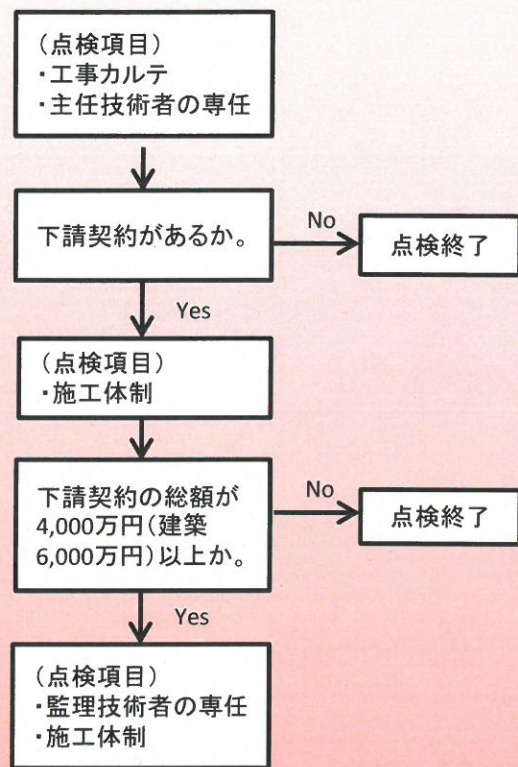 (点検項目)
・工事カルテ
・主任技術者の専任
下請契約があるか。
No
点検終了
Yes
(点検項目)
・施工体制
下請契約の総額が
4,000万円(建築
6,000万円)以上か。
No
点検終了
Yes
(点検項目)
・監理技術者の専任
・施工体制